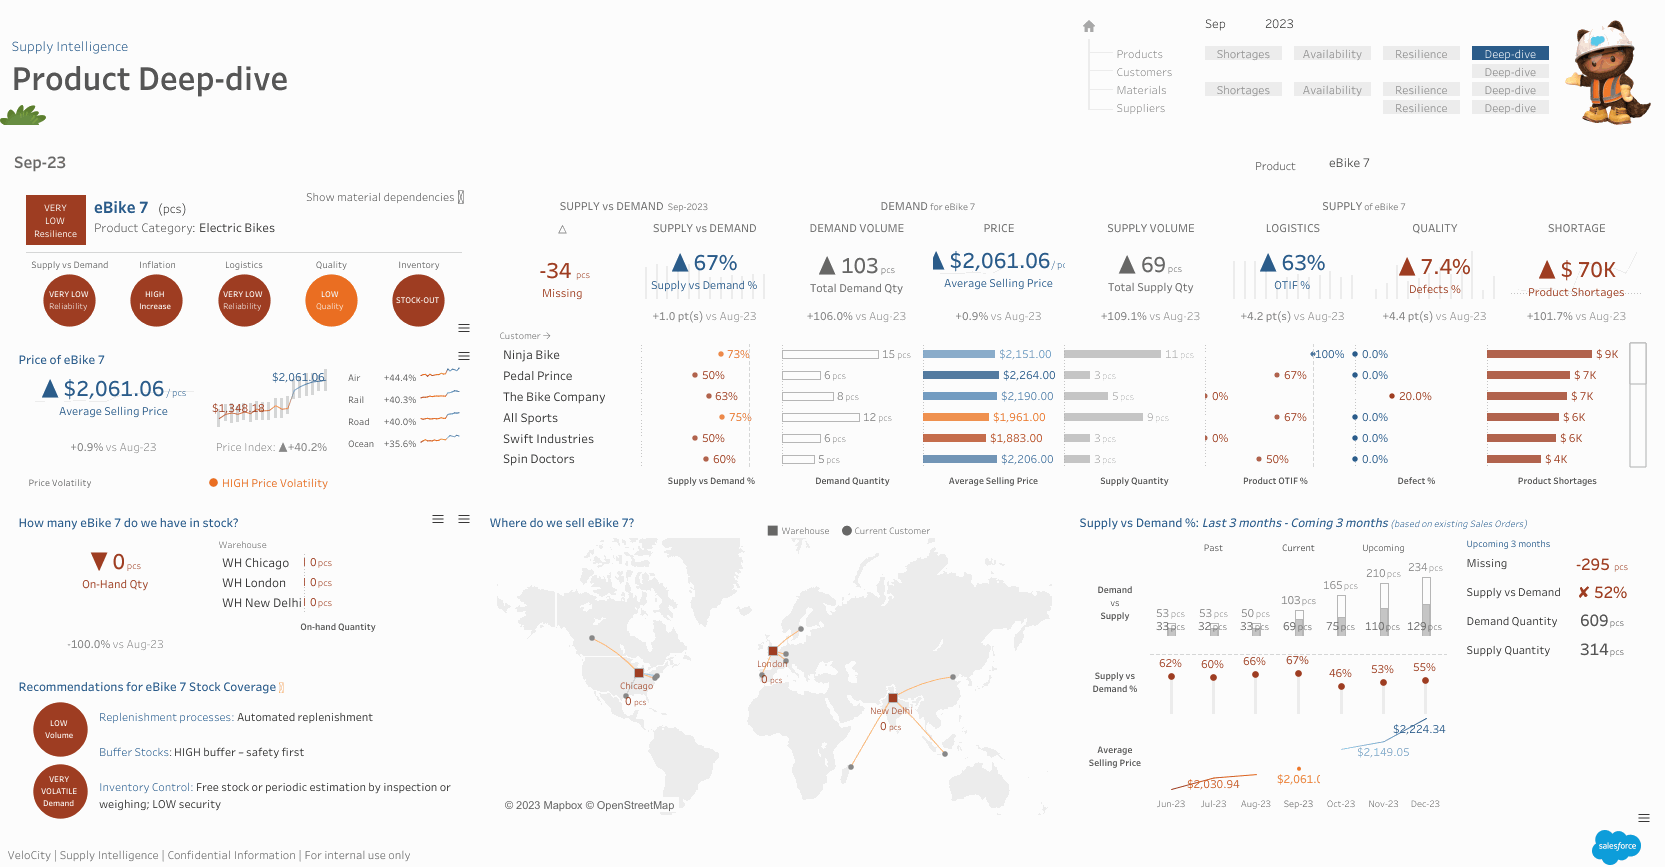 Supply Intelligence
Product Deep-dive
Sep 2023
Products Shortages Availability Resilience Deep-dive
Customers Deep-dive
Materials Shortages Availability Resilience Deep-dive
Suppliers Resilience Deep-dive
Sep-23
Product eBike 7
VERY LOW Resilience
eBike 7 (pcs)
Show material dependencies
Product Category: Electric Bikes
Supply vs Demand Inflation Logistics Quality Inventory
VERY LOW Reliability
HIGH Increase
VERY LOW Reliability
LOW Quality
STOCK-OUT
SUPPLY vs DEMAND Sep-2023
DEMAND for eBike 7
SUPPLY of eBike 7
△ SUPPLY vs DEMAND DEMAND VOLUME PRICE SUPPLY VOLUME LOGISTICS QUALITY SHORTAGE
-34 pcs
Missing
▲ 67%
Supply vs Demand %
+1.0 pt(s) vs Aug-23
▲ 103 pcs
Total Demand Qty
+106.0% vs Aug-23
▲ $2,061.06/ pc
Average Selling Price
+0.9% vs Aug-23
▲ 69 pcs
Total Supply Qty
+109.1% vs Aug-23
▲ 63%
OTIF %
+4.2 pt(s) vs Aug-23
▲ 7.4%
Defects %
+4.4 pt(s) vs Aug-23
▲ $ 70K
Product Shortages
+101.7% vs Aug-23
Customer →
Ninja Bike 73% 15 pcs $2,151.00 11 pcs 100% 0.0% $ 9K
Pedal Prince 50% 6 pcs $2,264.00 3 pcs 67% 0.0% $ 7K
The Bike Company 63% 8 pcs $2,190.00 5 pcs 0% 20.0% $ 7K
All Sports 75% 12 pcs $1,961.00 9 pcs 67% 0.0% $ 6K
Swift Industries 50% 6 pcs $1,883.00 3 pcs 0% 0.0% $ 6K
Spin Doctors 60% 5 pcs $2,206.00 3 pcs 50% 0.0% $ 4K
Supply vs Demand % Demand Quantity Average Selling Price Supply Quantity Product OTIF % Defect % Product Shortages
Price of eBike 7
▲ $2,061.06 / pcs
Average Selling Price
+0.9% vs Aug-23
$2,061.06
$1,348.18
Price Index: ▲+40.2%
Air +44.4%
Rail +40.3%
Road +40.0%
Ocean +35.6%
Price Volatility
HIGH Price Volatility
How many eBike 7 do we have in stock?
▼ 0 pcs
On-Hand Qty
-100.0% vs Aug-23
Warehouse
WH Chicago 0 pcs
WH London 0 pcs
WH New Delhi 0 pcs
On-hand Quantity
Recommendations for eBike 7 Stock Coverage
LOW Volume
Replenishment processes: Automated replenishment
Buffer Stocks: HIGH buffer – safety first
VERY VOLATILE Demand
Inventory Control: Free stock or periodic estimation by inspection or
weighing; LOW security
Where do we sell eBike 7?
Warehouse Current Customer
Chicago
0 pcs
London
0 pcs
New Delhi
0 pcs
© 2023 Mapbox © OpenStreetMap
Supply vs Demand %: Last 3 months - Coming 3 months (based on existing Sales Orders)
Past Current Upcoming
Demand
vs
Supply
53 pcs 53 pcs 50 pcs 103 pcs 165 pcs 210 pcs 234 pcs
33 pcs 32 pcs 33 pcs 69 pcs 75 pcs 110 pcs 129 pcs
Supply vs
Demand %
62% 60% 66% 67% 46% 53% 55%
Average
Selling Price
$2,030.94 $2,061.0 $2,149.05 $2,224.34
Jun-23 Jul-23 Aug-23 Sep-23 Oct-23 Nov-23 Dec-23
Upcoming 3 months
Missing -295 pcs
Supply vs Demand ✘ 52%
Demand Quantity 609 pcs
Supply Quantity 314 pcs
VeloCity | Supply Intelligence | Confidential Information | For internal use only
salesforce